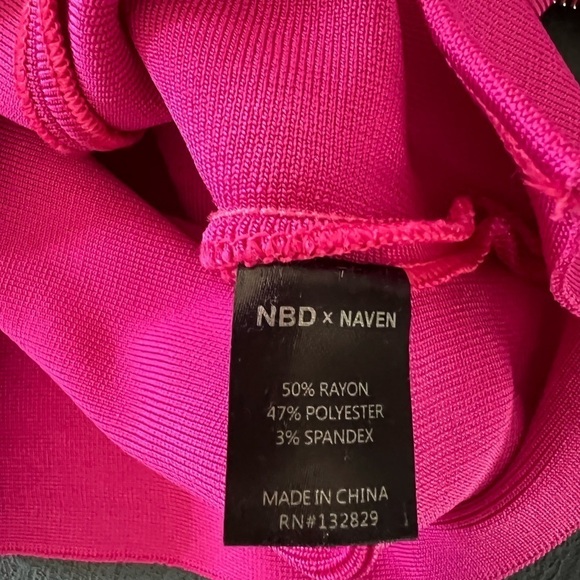 NBD × NAVEN
50% RAYON
47% POLYESTER
3% SPANDEX
MADE IN CHINA
RN#132829